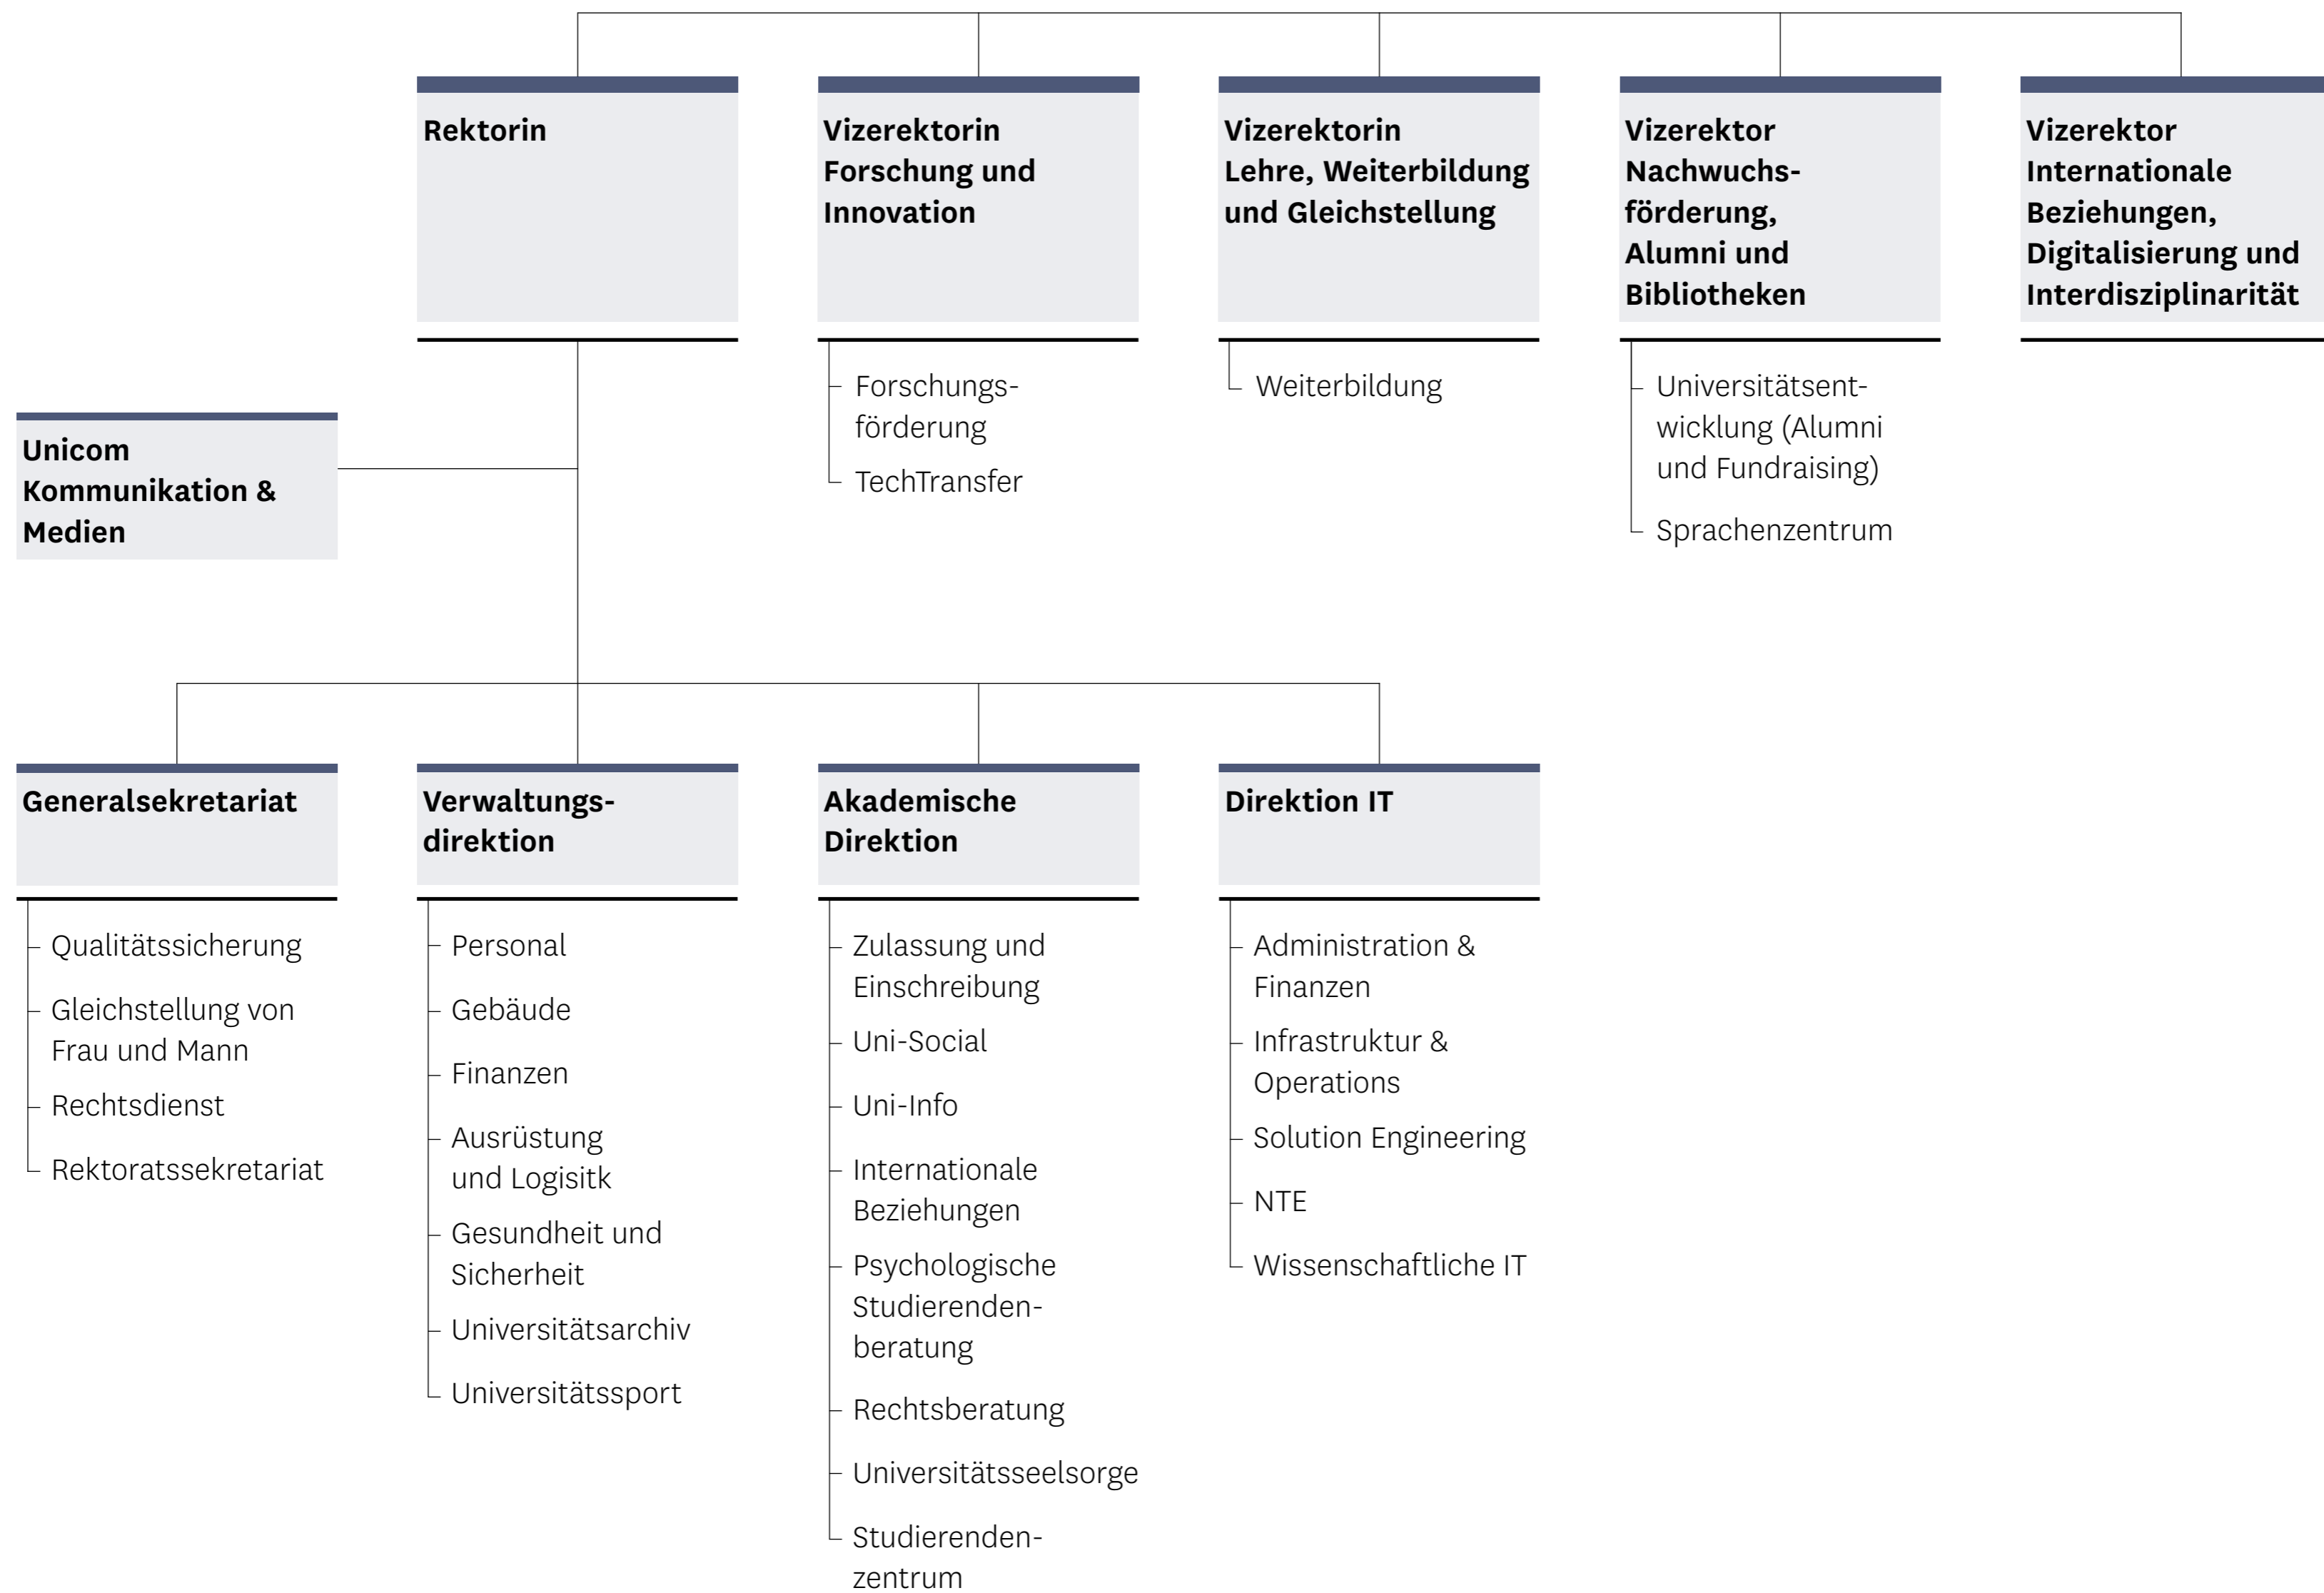 Rektorin
Vizerektorin
Forschung und
Innovation
Vizerektorin
Lehre, Weiterbildung
und Gleichstellung
Vizerektor
Nachwuchs-
förderung,
Alumni und
Bibliotheken
Vizerektor
Internationale
Beziehungen,
Digitalisierung und
Interdisziplinarität
Forschungs-
förderung
TechTransfer
Weiterbildung
Universitätsent-
wicklung (Alumni
und Fundraising)
Sprachenzentrum
Unicom
Kommunikation &
Medien
Generalsekretariat
Qualitätssicherung
Gleichstellung von
Frau und Mann
Rechtsdienst
Rektoratssekretariat
Verwaltungs-
direktion
Personal
Gebäude
Finanzen
Ausrüstung
und Logisitk
Gesundheit und
Sicherheit
Universitätsarchiv
Universitätssport
Akademische
Direktion
Zulassung und
Einschreibung
Uni-Social
Uni-Info
Internationale
Beziehungen
Psychologische
Studierenden-
beratung
Rechtsberatung
Universitätsseelsorge
Studierenden-
zentrum
Direktion IT
Administration &
Finanzen
Infrastruktur &
Operations
Solution Engineering
NTE
Wissenschaftliche IT